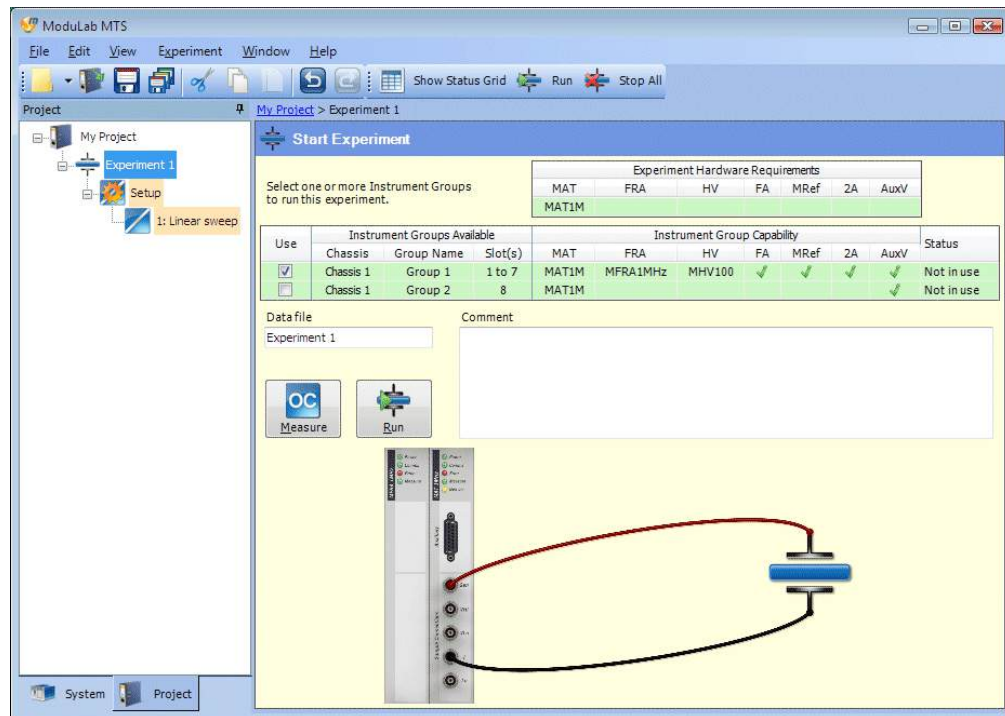 ModuLab MTS
File Edit View Experiment Window Help
Show Status Grid Run Stop All
Project
My Project > Experiment 1
My Project
Experiment 1
Setup
1: Linear sweep
Start Experiment
Select one or more Instrument Groups
to run this experiment.
Experiment Hardware Requirements
MAT FRA HV FA MRef 2A AuxV
MAT1M
Use Instrument Groups Available Instrument Group Capability Status
Chassis Group Name Slot(s) MAT FRA HV FA MRef 2A AuxV
Chassis 1 Group 1 1 to 7 MAT1M MFRA1MHz MHV100 Not in use
Chassis 1 Group 2 8 MAT1M Not in use
Data file Comment
Experiment 1
OC
Measure Run
System Project